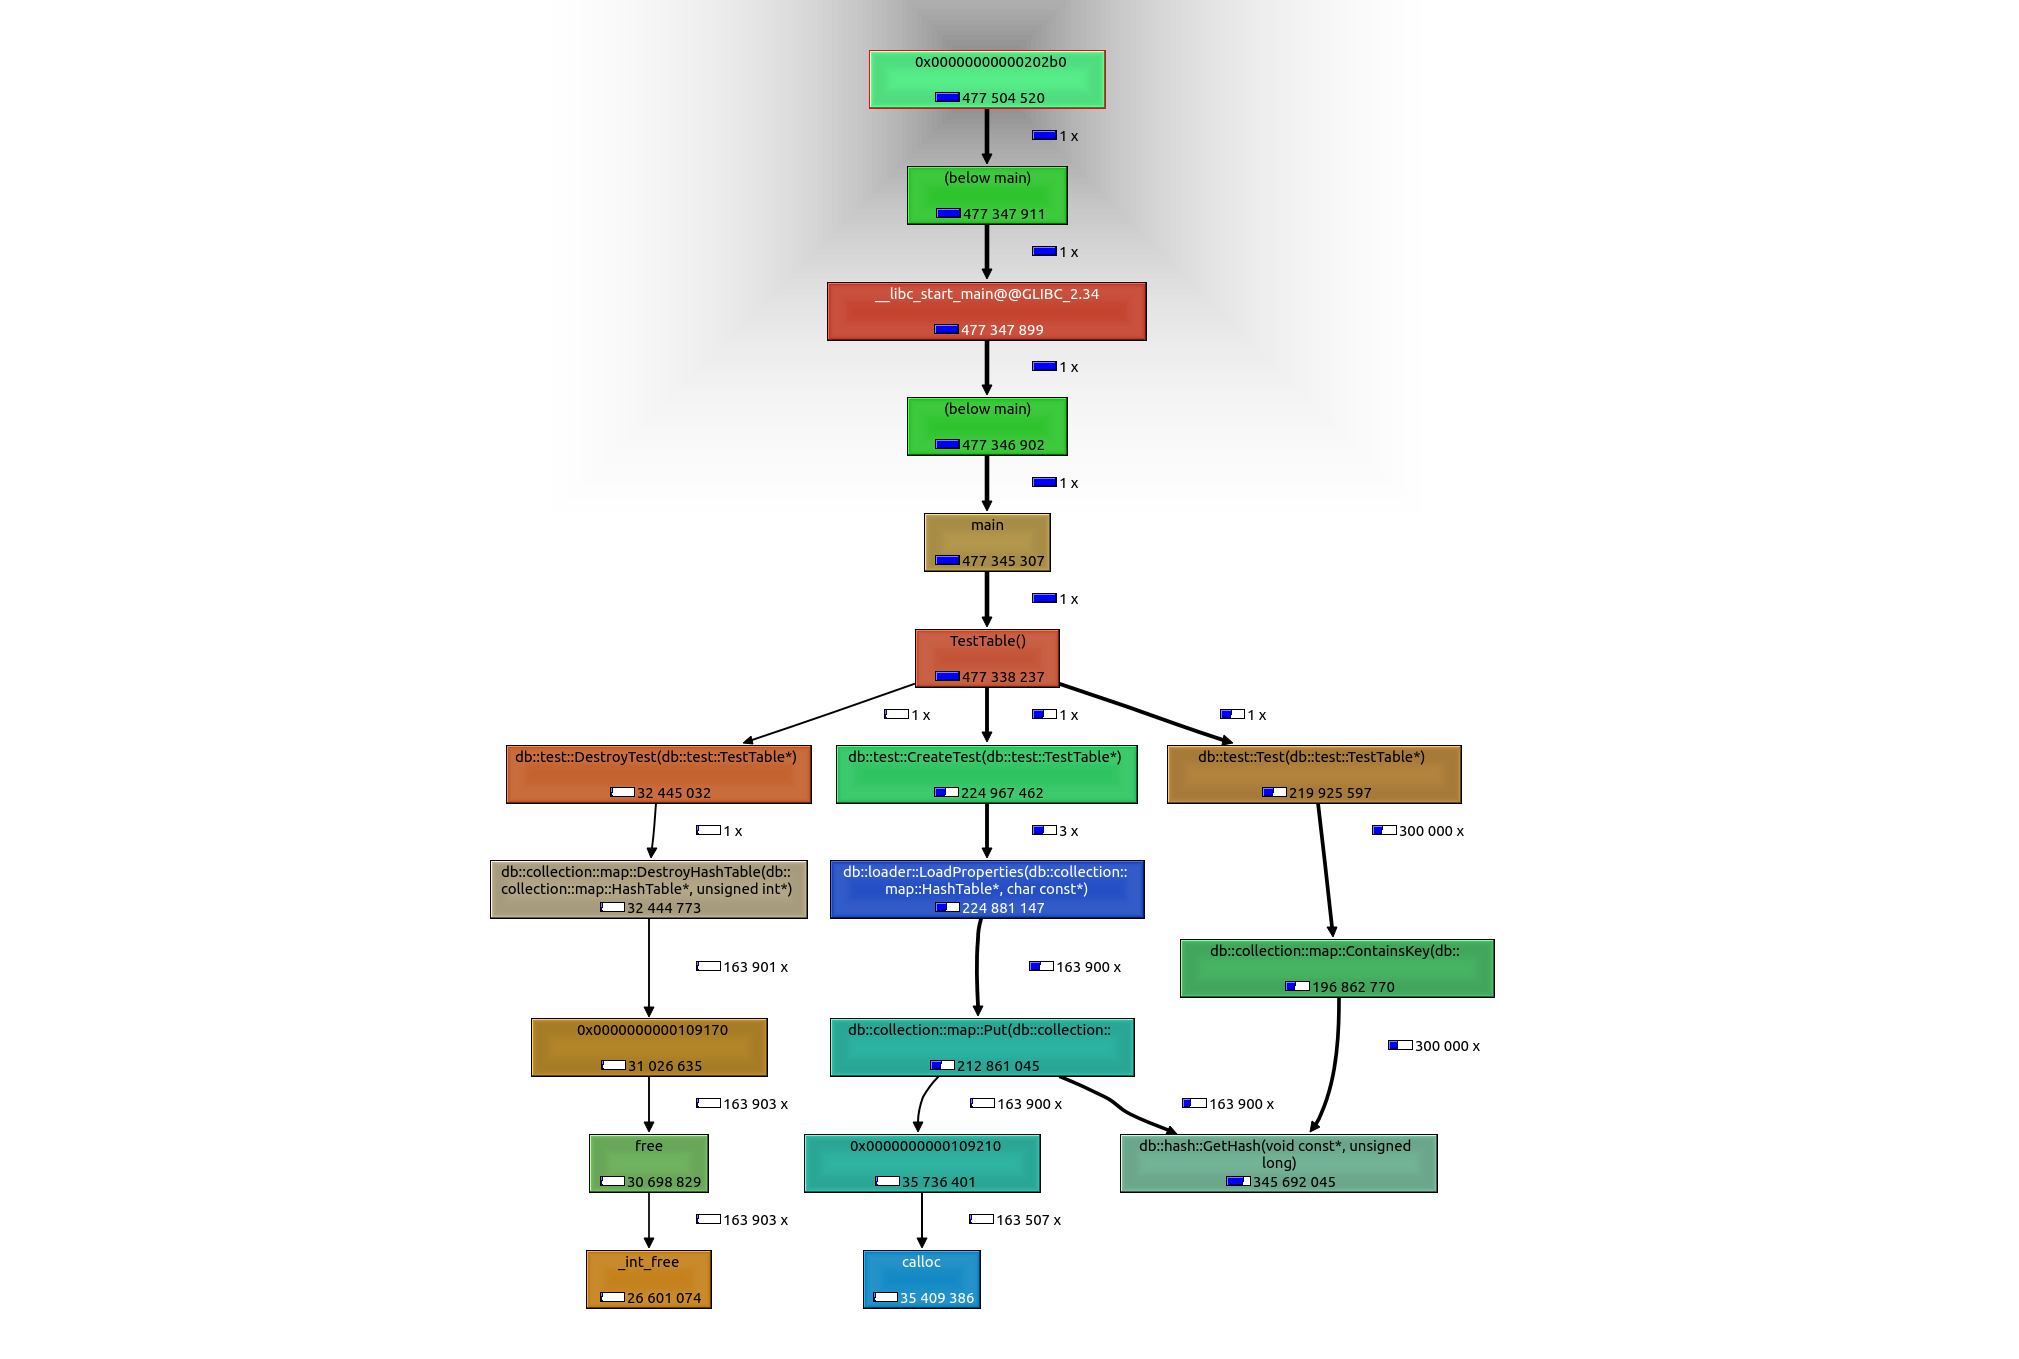 0x00000000000202b0
477 504 520
1 x
(below main)
477 347 911
1 x
__libc_start_main@@GLIBC_2.34
477 347 899
1 x
(below main)
477 346 902
1 x
main
477 345 307
1 x
TestTable()
477 338 237
1 x
1 x
1 x
db::test::DestroyTest(db::test::TestTable*)
32 445 032
db::test::CreateTest(db::test::TestTable*)
224 967 462
db::test::Test(db::test::TestTable*)
219 925 597
1 x
3 x
300 000 x
db::collection::map::DestroyHashTable(db::
collection::map::HashTable*, unsigned int*)
32 444 773
db::loader::LoadProperties(db::collection::
map::HashTable*, char const*)
224 881 147
db::collection::map::ContainsKey(db::
196 862 770
163 901 x
163 900 x
0x0000000000109170
31 026 635
db::collection::map::Put(db::collection::
212 861 045
300 000 x
163 903 x
163 900 x
163 900 x
free
30 698 829
0x0000000000109210
35 736 401
db::hash::GetHash(void const*, unsigned
long)
345 692 045
163 903 x
163 507 x
_int_free
26 601 074
calloc
35 409 386